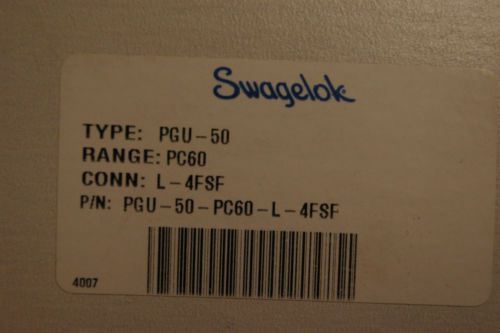 Swagelok
TYPE: PGU-50
RANGE: PC60
CONN: L-4FSF
P/N: PGU-50-PC60-L-4FSF
4007